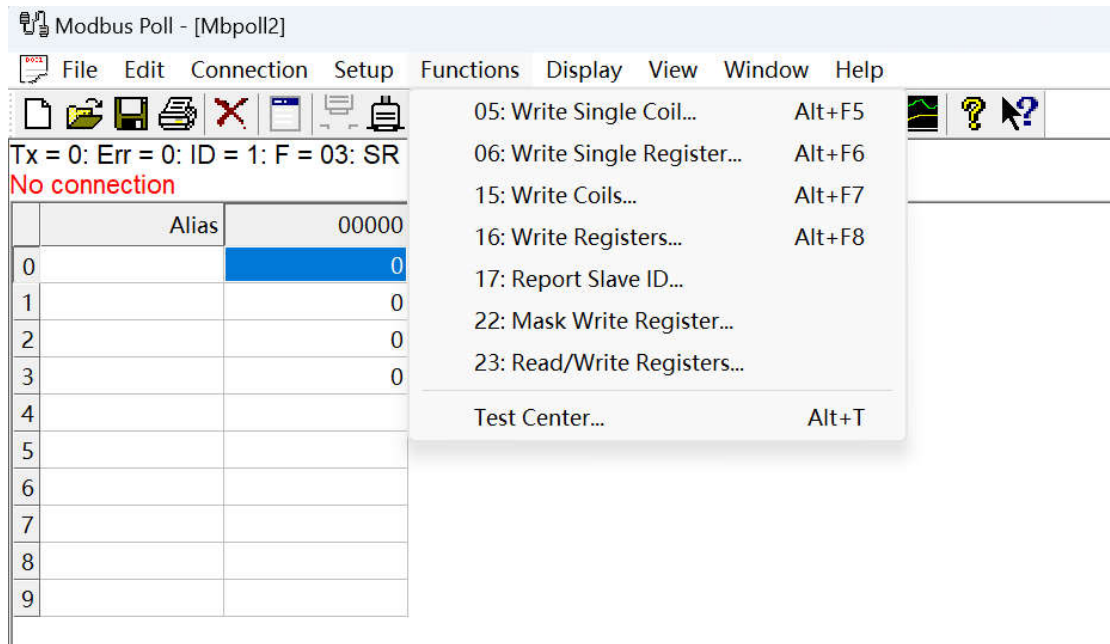 Modbus Poll - [Mbpoll2]
File Edit Connection Setup Functions Display View Window Help
Tx = 0: Err = 0: ID = 1: F = 03: SR
No connection
Alias 00000
0 0
1 0
2 0
3 0
4
5
6
7
8
9
05: Write Single Coil... Alt+F5
06: Write Single Register... Alt+F6
15: Write Coils... Alt+F7
16: Write Registers... Alt+F8
17: Report Slave ID...
22: Mask Write Register...
23: Read/Write Registers...
Test Center... Alt+T